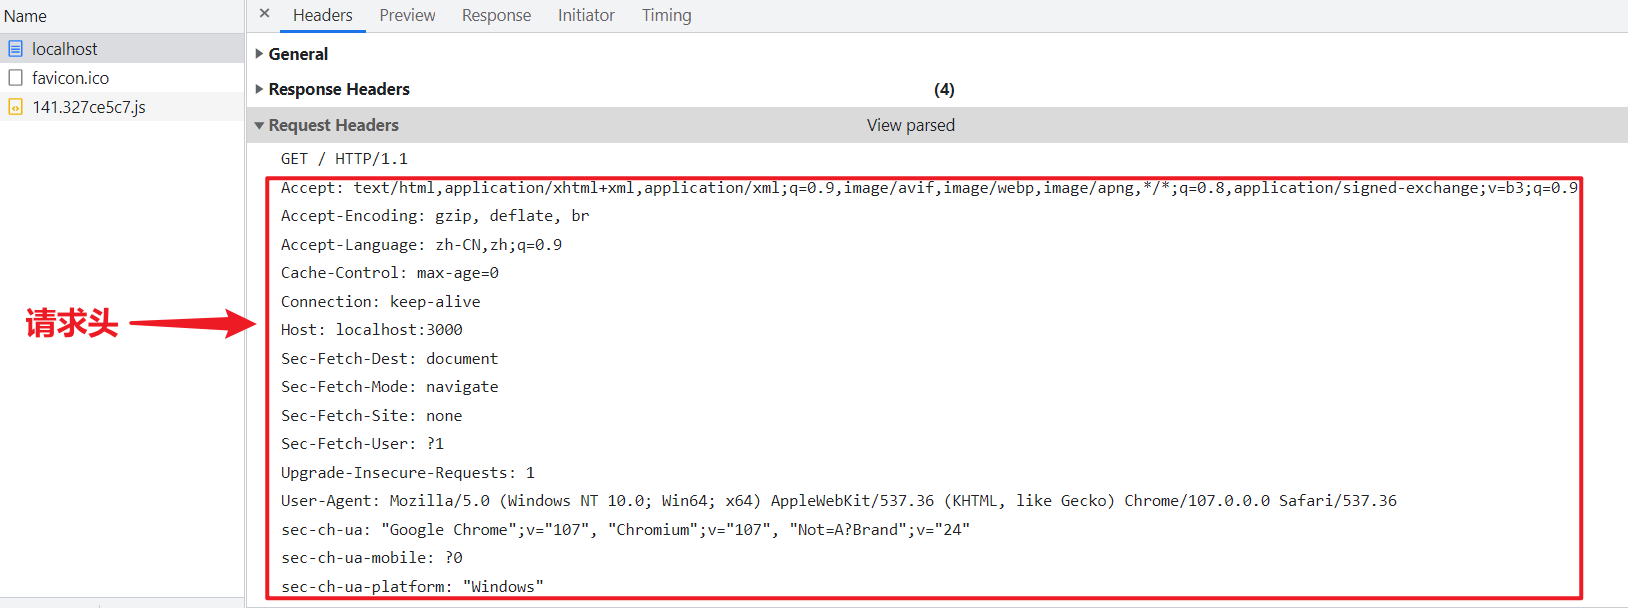 Name
localhost
favicon.ico
141.327ce5c7.js
× Headers Preview Response Initiator Timing
General
Response Headers (4)
Request Headers View parsed
GET / HTTP/1.1
Accept: text/html,application/xhtml+xml,application/xml;q=0.9,image/avif,image/webp,image/apng,*/*;q=0.8,application/signed-exchange;v=b3;q=0.9
Accept-Encoding: gzip, deflate, br
Accept-Language: zh-CN,zh;q=0.9
Cache-Control: max-age=0
Connection: keep-alive
请求头
Host: localhost:3000
Sec-Fetch-Dest: document
Sec-Fetch-Mode: navigate
Sec-Fetch-Site: none
Sec-Fetch-User: ?1
Upgrade-Insecure-Requests: 1
User-Agent: Mozilla/5.0 (Windows NT 10.0; Win64; x64) AppleWebKit/537.36 (KHTML, like Gecko) Chrome/107.0.0.0 Safari/537.36
sec-ch-ua: "Google Chrome";v="107", "Chromium";v="107", "Not=A?Brand";v="24"
sec-ch-ua-mobile: ?0
sec-ch-ua-platform: "Windows"